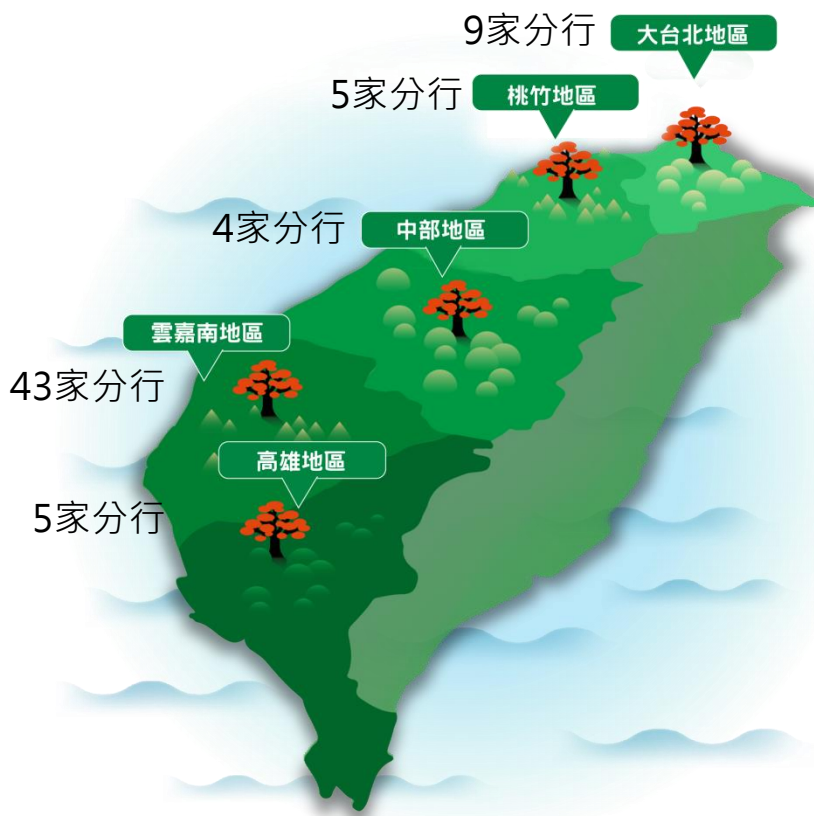 9家分行 大台北地區
5家分行 桃竹地區
4家分行 中部地區
雲嘉南地區
43家分行
高雄地區
5家分行